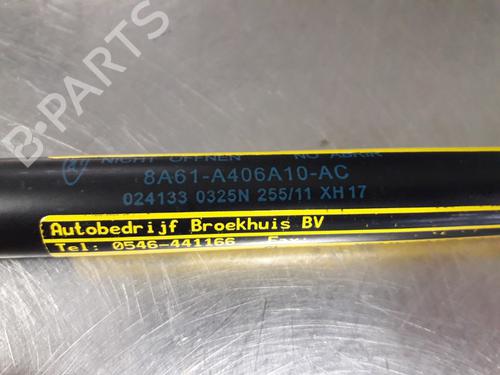 NICHT ÖFFNEN NO ABRIR
8A61-A406A10-AC
024133 0325N 255/11 XH17
Autobedrijf Broekhuis BV
Tel: 0546-441166 Fax:
B-PARTS